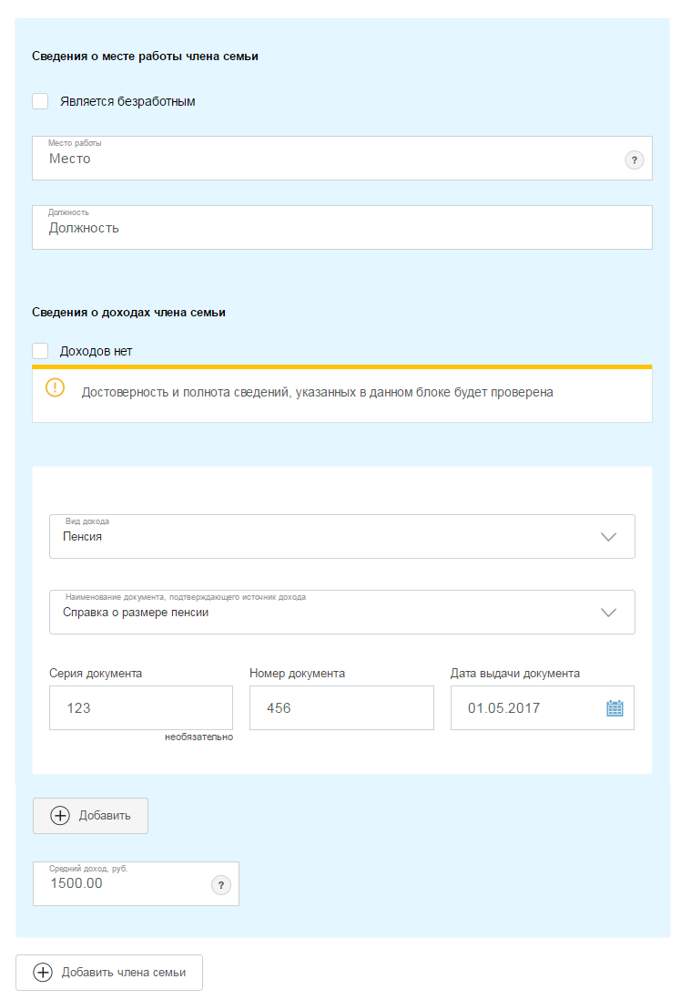 Сведения о месте работы члена семьи
Является безработным
Место работы
Место
?
Должность
Должность
Сведения о доходах члена семьи
Доходов нет
Достоверность и полнота сведений, указанных в данном блоке будет проверена
Вид дохода
Пенсия
Наименование документа, подтверждающего источник дохода
Справка о размере пенсии
Серия документа Номер документа Дата выдачи документа
123 456 01.05.2017
необязательно
Добавить
Средний доход, руб.
1500.00
?
Добавить члена семьи